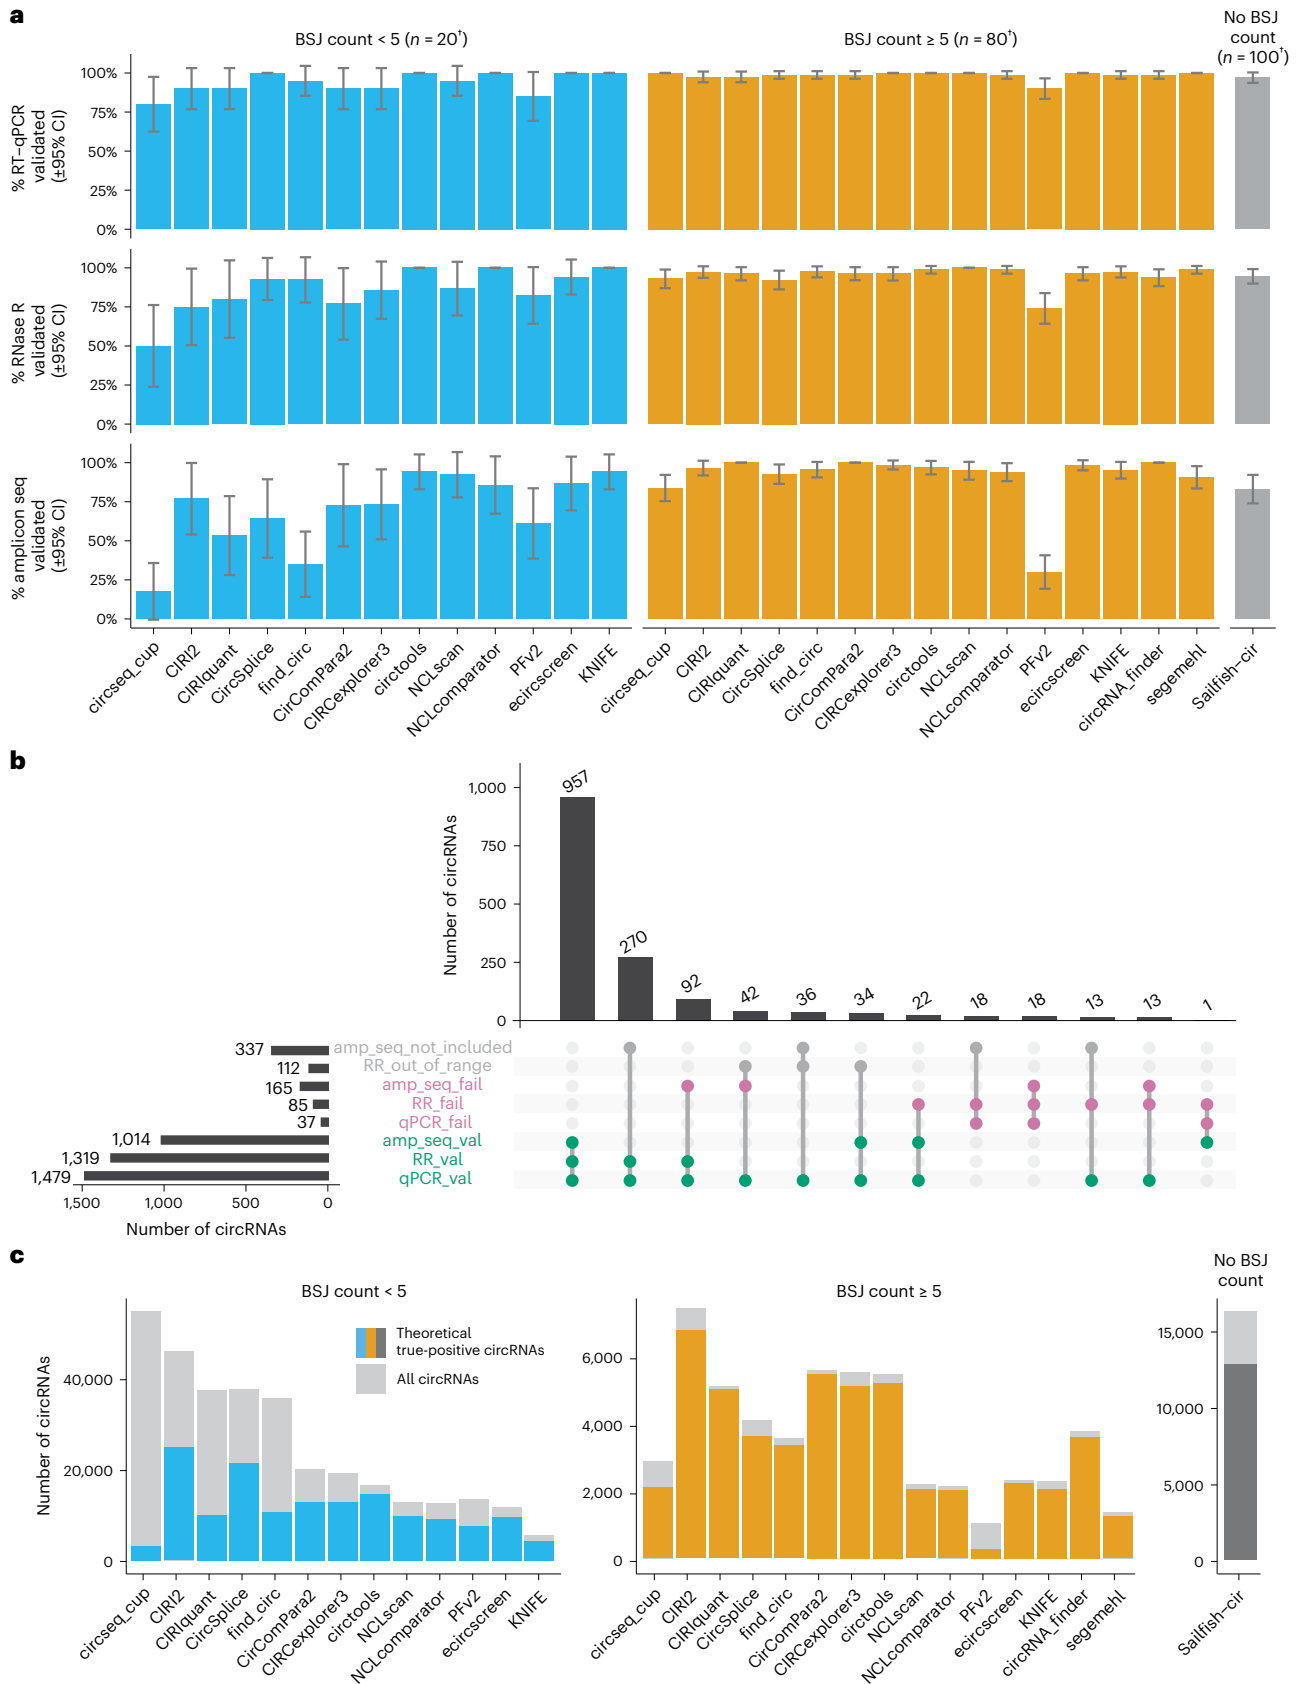 a
BSJ count < 5 (n = 20†)
BSJ count ≥ 5 (n = 80†)
No BSJ
count
(n = 100†)
% RT–qPCR
validated
(±95% CI)
100%
75%
50%
25%
0%
% RNase R
validated
(±95% CI)
100%
75%
50%
25%
0%
% amplicon seq
validated
(±95% CI)
100%
75%
50%
25%
0%
circseq_cup
CIRI2
CIRIquant
CircSplice
find_circ
CirComPara2
CIRCexplorer3
circtools
NCLscan
NCLcomparator
PFv2
ecircscreen
KNIFE
circseq_cup
CIRI2
CIRIquant
CircSplice
find_circ
CirComPara2
CIRCexplorer3
circtools
NCLscan
NCLcomparator
PFv2
ecircscreen
KNIFE
circRNA_finder
segemehl
Sailfish–cir
b
Number of circRNAs
1,000
750
500
250
0
957
270
92
42
36
34
22
18
18
13
13
1
337
amp_seq_not_included
112
RR_out_of_range
165
amp_seq_fail
85
RR_fail
37
qPCR_fail
1,014
amp_seq_val
1,319
RR_val
1,479
qPCR_val
1,500
1,000
500
0
Number of circRNAs
c
BSJ count < 5
BSJ count ≥ 5
No BSJ
count
Theoretical
true-positive circRNAs
All circRNAs
Number of circRNAs
40,000
20,000
0
6,000
4,000
2,000
0
15,000
10,000
5,000
0
circseq_cup
CIRI2
CIRIquant
CircSplice
find_circ
CirComPara2
CIRCexplorer3
circtools
NCLscan
NCLcomparator
PFv2
ecircscreen
KNIFE
circseq_cup
CIRI2
CIRIquant
CircSplice
find_circ
CirComPara2
CIRCexplorer3
circtools
NCLscan
NCLcomparator
PFv2
ecircscreen
KNIFE
circRNA_finder
segemehl
Sailfish–cir